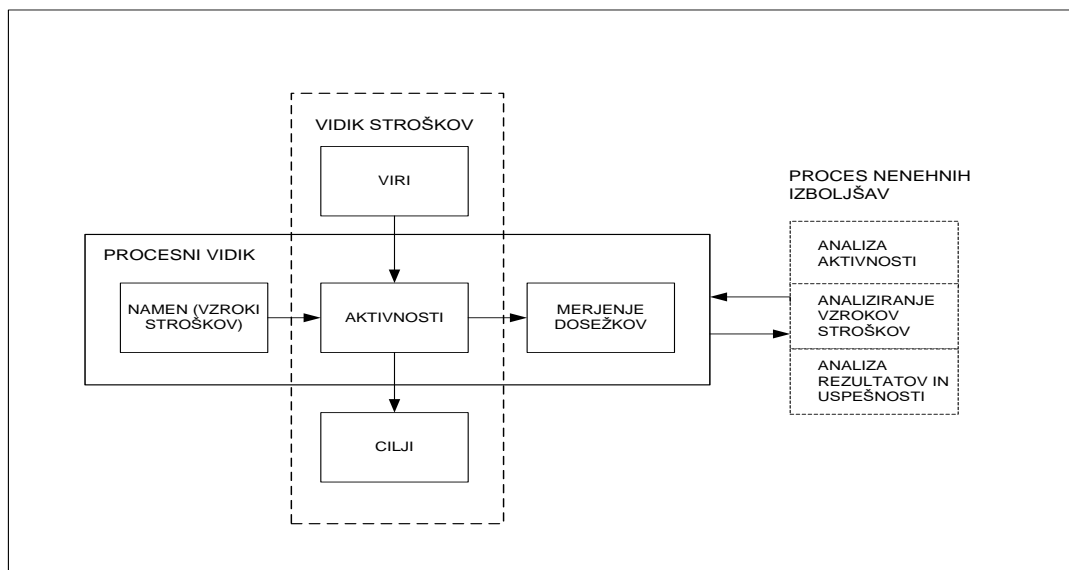 VIDIK STROŠKOV
VIRI
PROCESNI VIDIK
NAMEN (VZROKI
STROŠKOV)
AKTIVNOSTI
MERJENJE
DOSEŽKOV
CILJI
PROCES NENEHNIH
IZBOLJŠAV
ANALIZA
AKTIVNOSTI
ANALIZIRANJE
VZROKOV
STROŠKOV
ANALIZA
REZULTATOV IN
USPEŠNOSTI